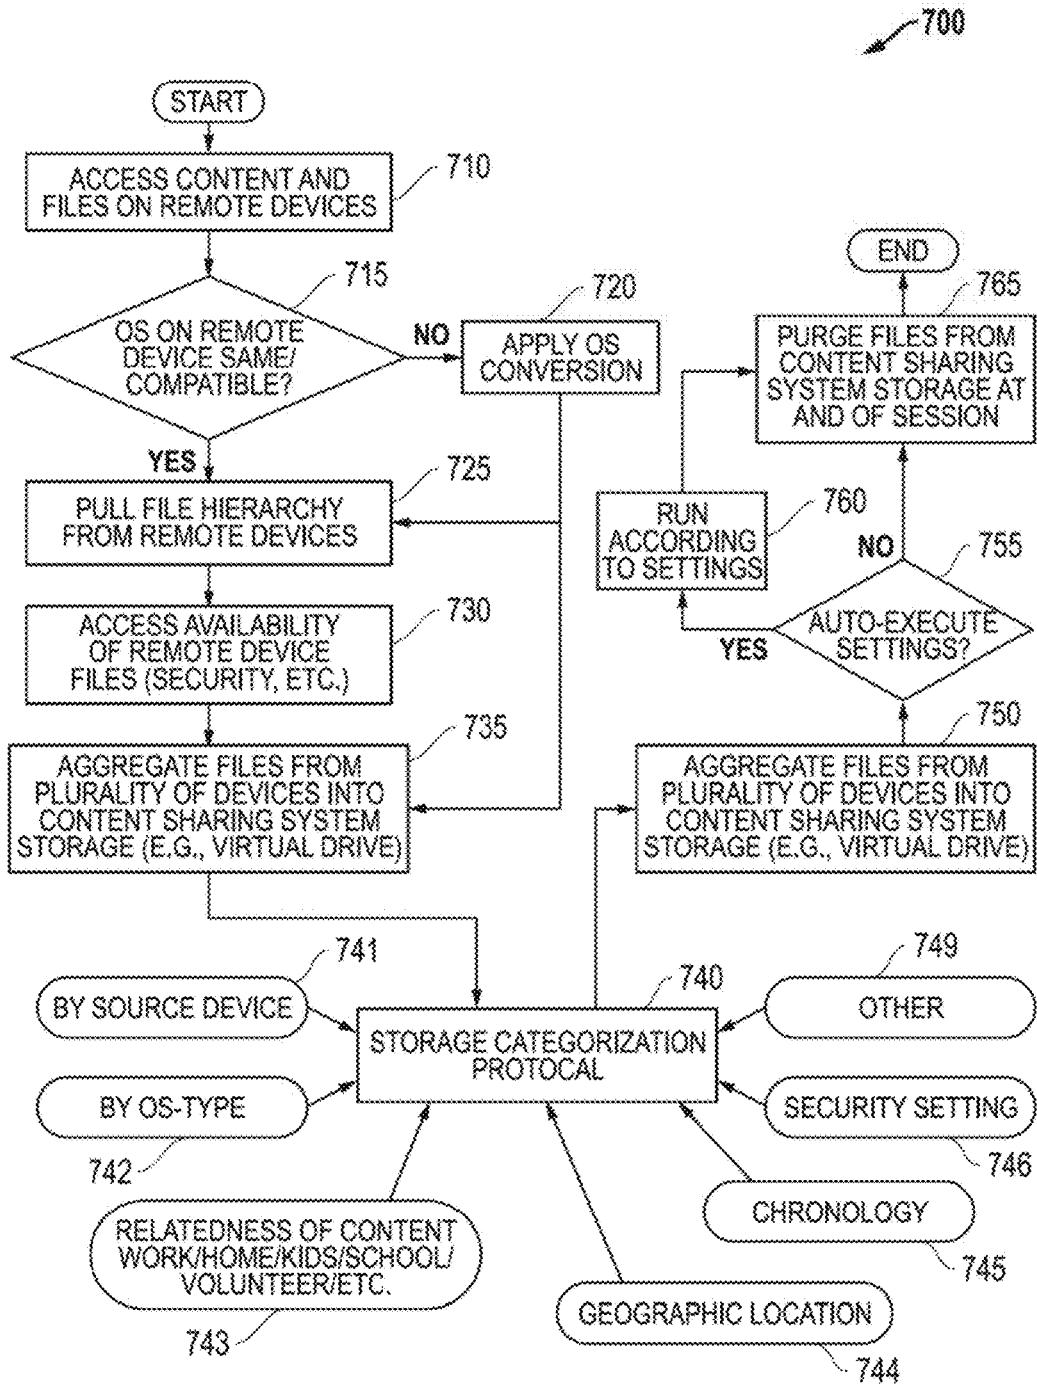 700
START
ACCESS CONTENT AND
FILES ON REMOTE DEVICES
710
OS ON REMOTE
DEVICE SAME/
COMPATIBLE?
715
NO
YES
APPLY OS
CONVERSION
720
PULL FILE HIERARCHY
FROM REMOTE DEVICES
725
ACCESS AVAILABILITY
OF REMOTE DEVICE
FILES (SECURITY, ETC.)
730
AGGREGATE FILES FROM
PLURALITY OF DEVICES INTO
CONTENT SHARING SYSTEM
STORAGE (E.G., VIRTUAL DRIVE)
735
STORAGE CATEGORIZATION
PROTOCAL
740
BY SOURCE DEVICE
741
BY OS-TYPE
742
RELATEDNESS OF CONTENT
WORK/HOME/KIDS/SCHOOL/
VOLUNTEER/ETC.
743
GEOGRAPHIC LOCATION
744
CHRONOLOGY
745
SECURITY SETTING
746
OTHER
749
AGGREGATE FILES FROM
PLURALITY OF DEVICES INTO
CONTENT SHARING SYSTEM
STORAGE (E.G., VIRTUAL DRIVE)
750
AUTO-EXECUTE
SETTINGS?
755
YES
NO
RUN
ACCORDING
TO SETTINGS
760
PURGE FILES FROM
CONTENT SHARING
SYSTEM STORAGE AT
AND OF SESSION
765
END